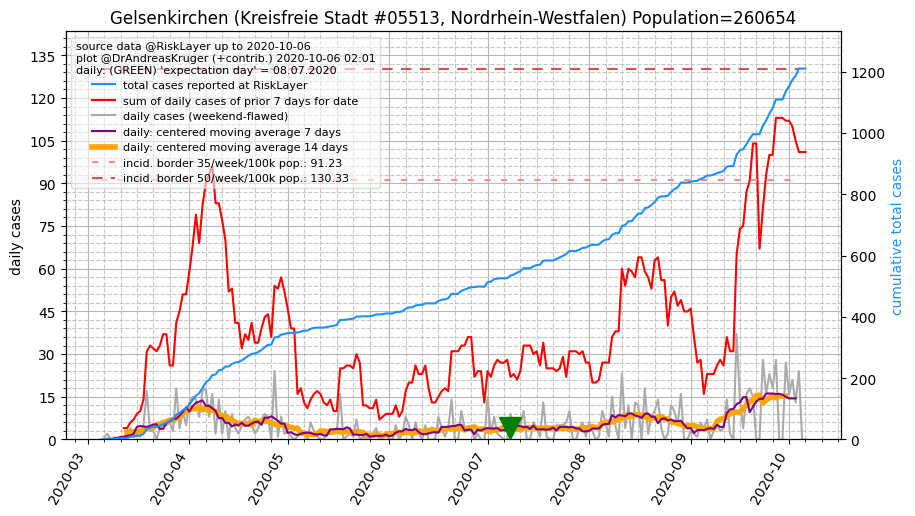 Gelsenkirchen (Kreisfreie Stadt #05513, Nordrhein-Westfalen) Population=260654
source data @RiskLayer up to 2020-10-06
plot @DrAndreasKruger (+contrib.) 2020-10-06 02:01
daily: (GREEN) 'expectation day' = 08.07.2020
total cases reported at RiskLayer
sum of daily cases of prior 7 days for date
daily cases (weekend-flawed)
daily: centered moving average 7 days
daily: centered moving average 14 days
incid. border 35/week/100k pop.: 91.23
incid. border 50/week/100k pop.: 130.33
daily cases
135
120
105
90
75
60
45
30
15
0
cumulative total cases
1200
1000
800
600
400
200
0
2020-03
2020-04
2020-05
2020-06
2020-07
2020-08
2020-09
2020-10